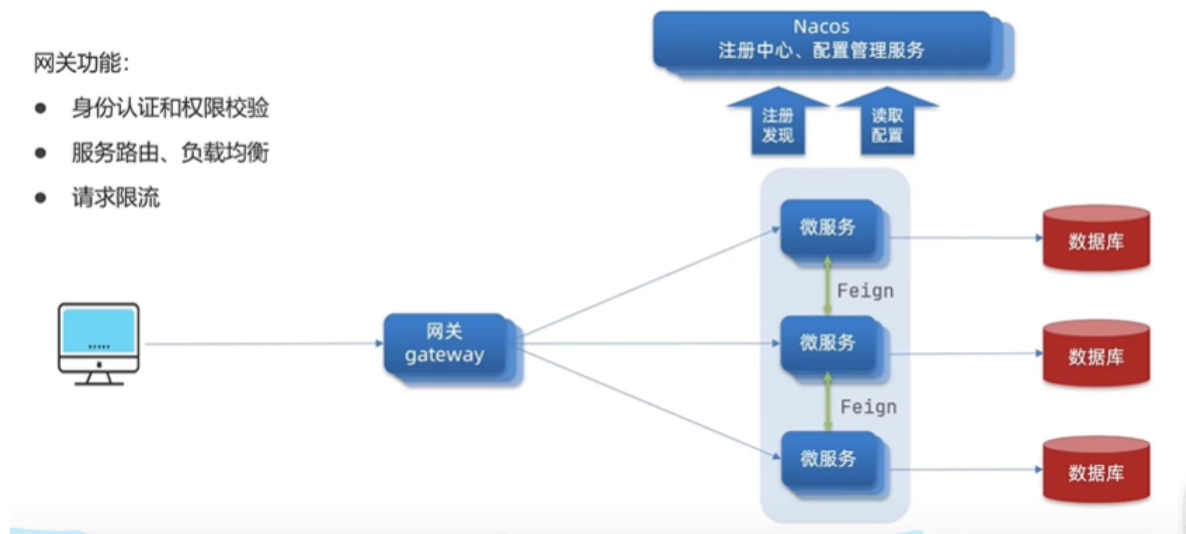 Nacos
注册中心、配置管理服务
网关功能：
● 身份认证和权限校验
● 服务路由、负载均衡
● 请求限流
注册
发现
读取
配置
微服务
数据库
Feign
网关
gateway
微服务
数据库
Feign
微服务
数据库